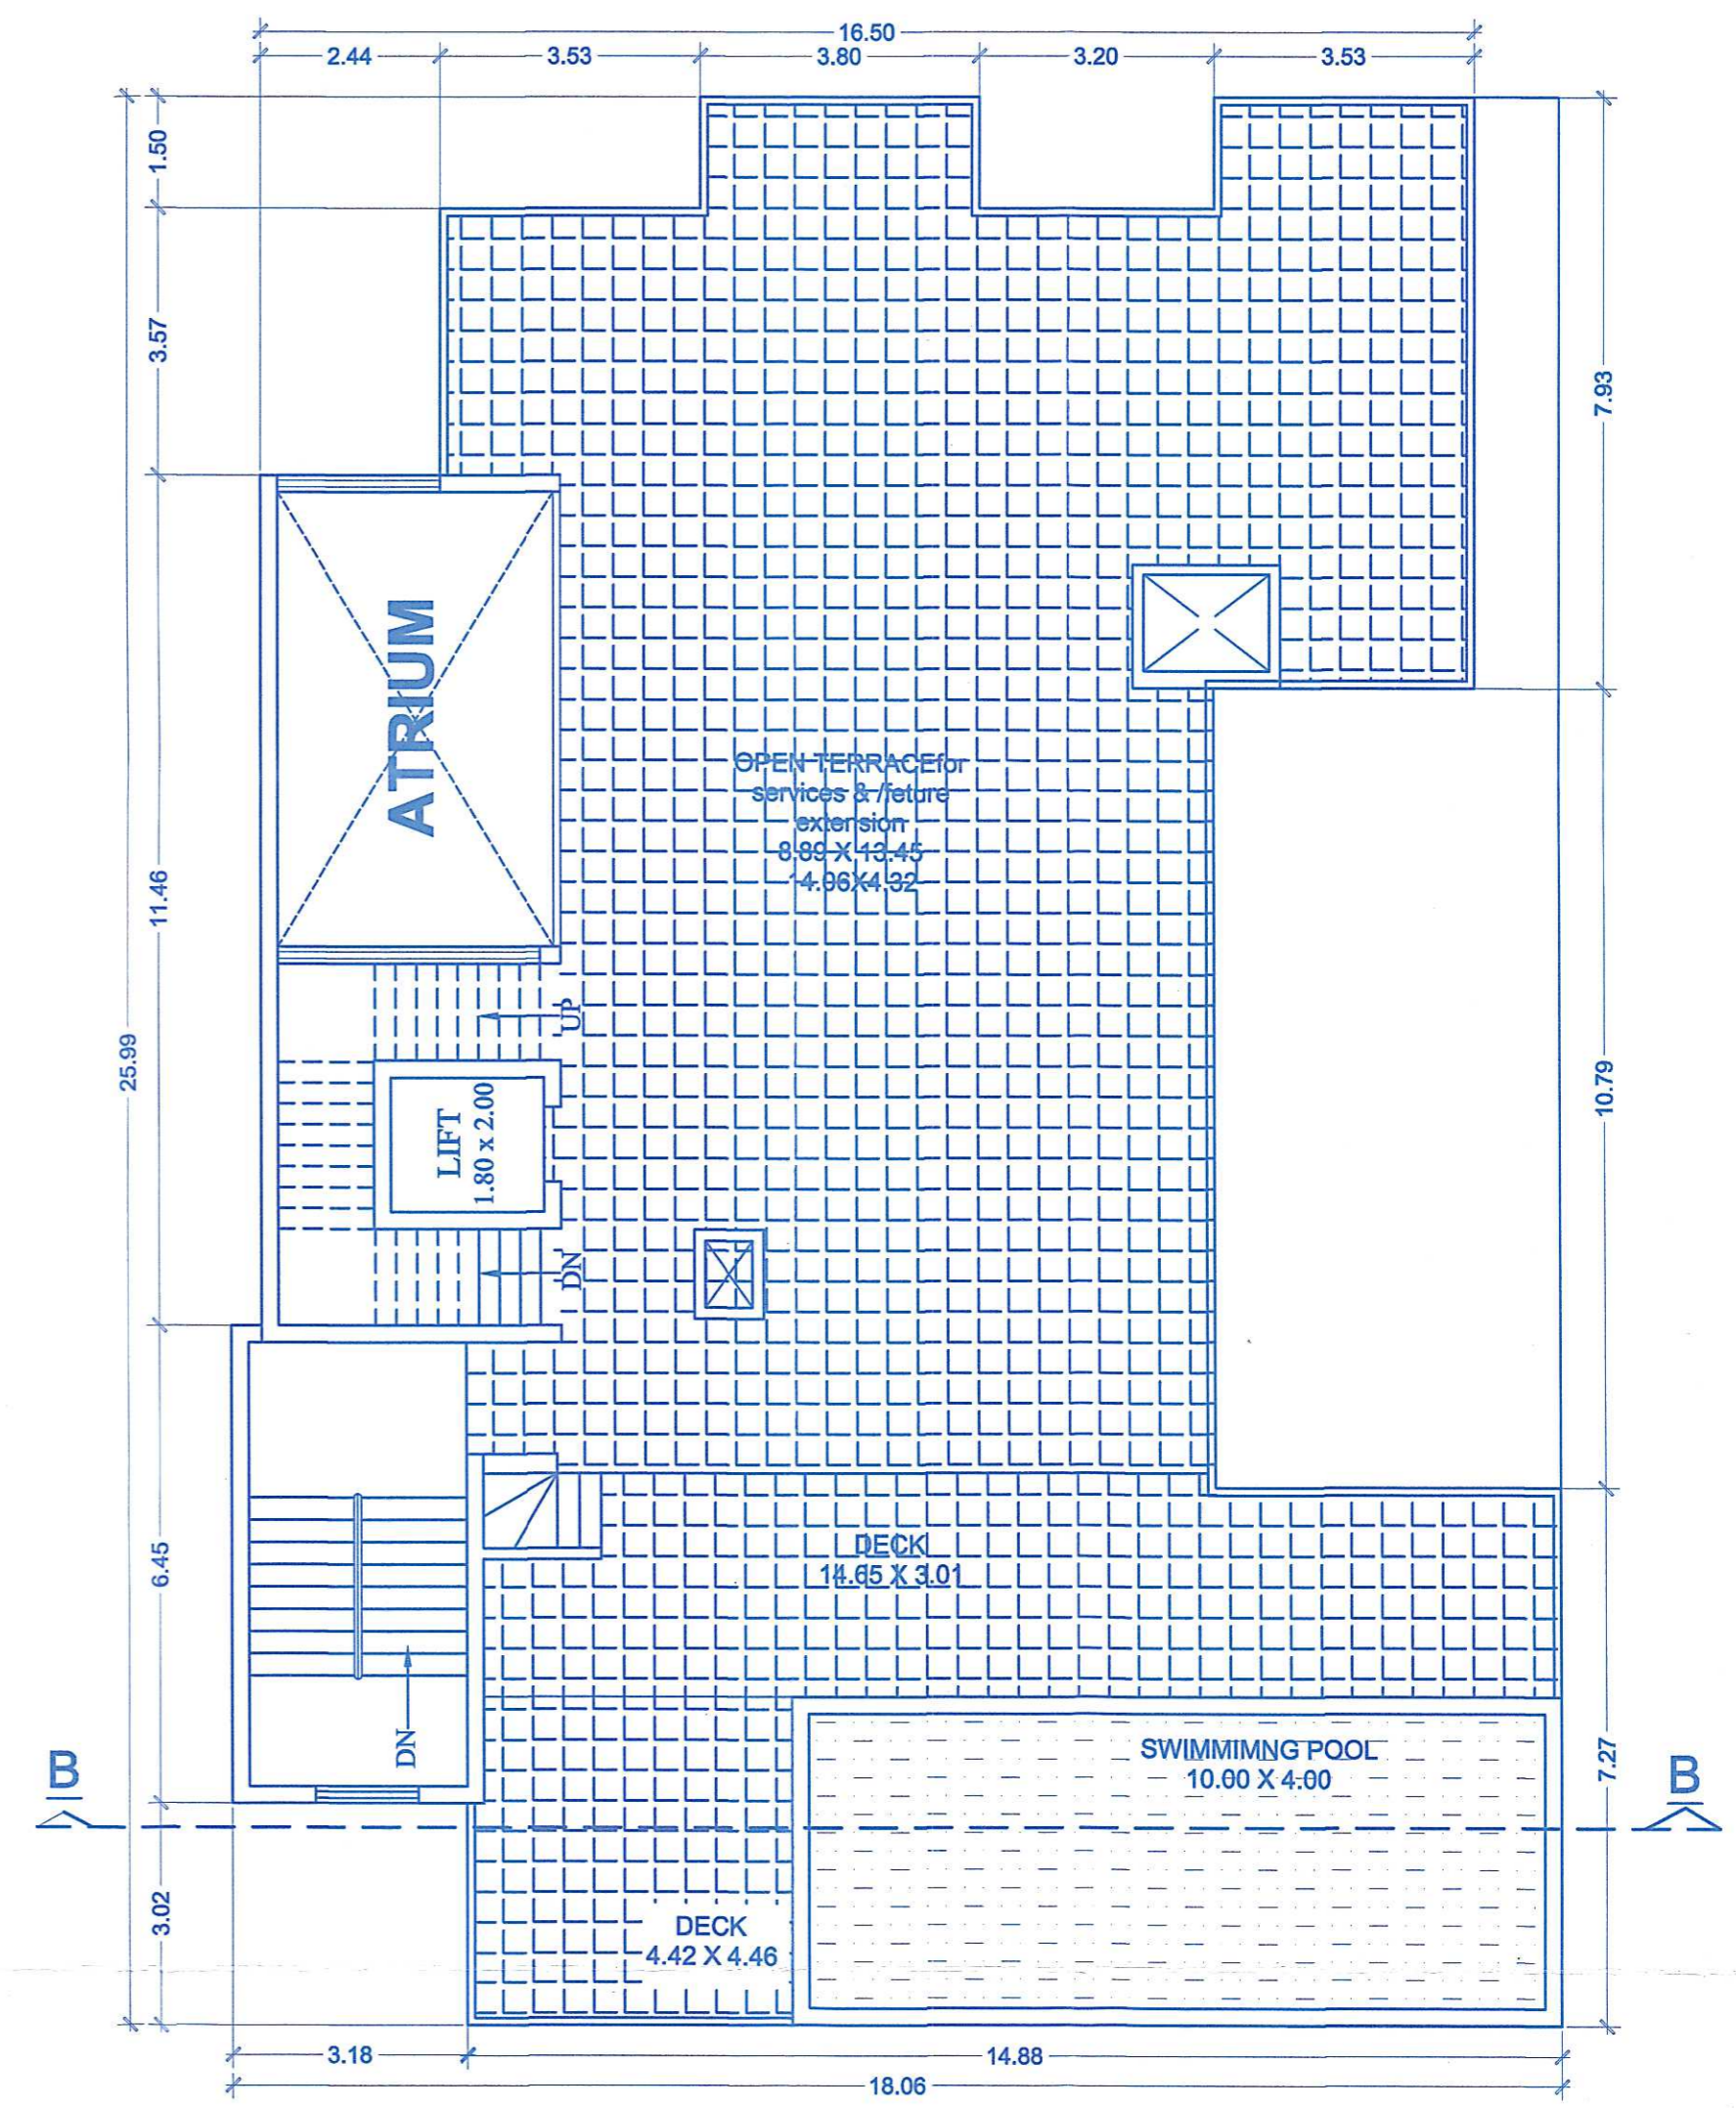 16.50
2.44
3.53
3.80
3.20
3.53
1.50
3.57
7.93
ATRIUM
OPEN TERRACEfor
services & /feture
extension
8.89 X 13.45
14.06X4.32
11.46
25.99
UP
LIFT
1.80 x 2.00
10.79
DN
6.45
DECK
14.65 X 3.01
DN
SWIMMIMNG POOL
10.00 X 4.00
7.27
B
B
3.02
DECK
4.42 X 4.46
3.18
14.88
18.06